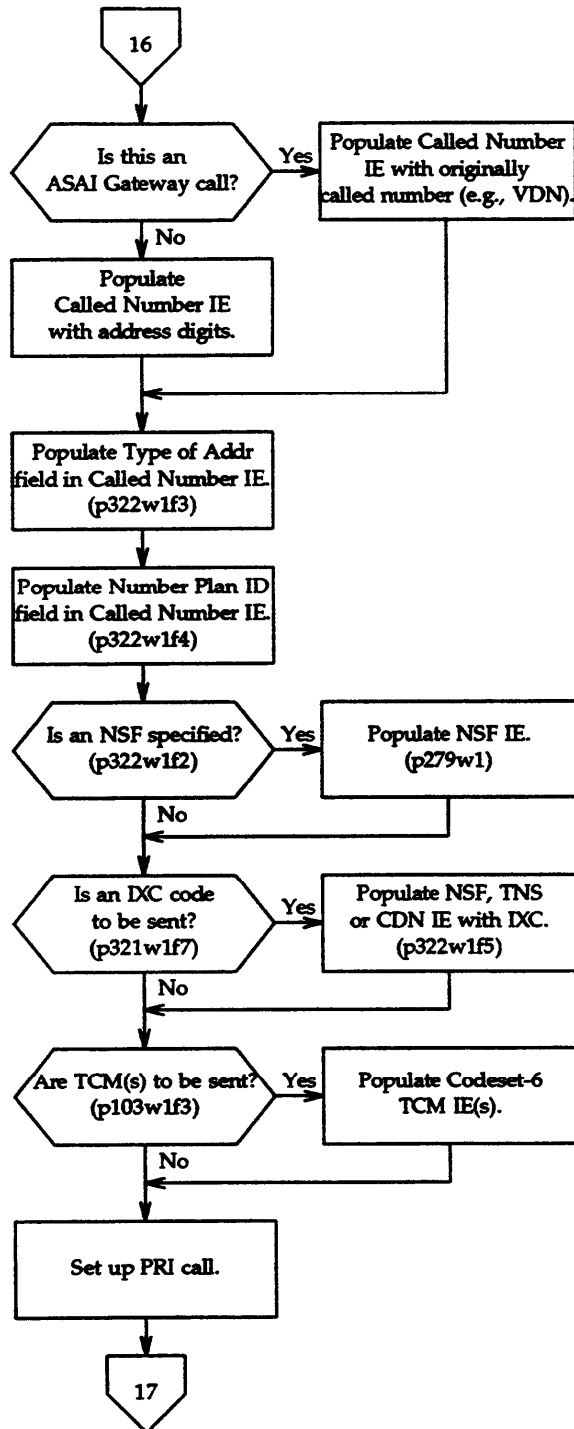 16
Is this an
ASAI Gateway call?
Yes
Populate Called Number
IE with originally
called number (e.g., VDN).
No
Populate
Called Number IE
with address digits.
Populate Type of Addr
field in Called Number IE.
(p322w1f3)
Populate Number Plan ID
field in Called Number IE.
(p322w1f4)
Is an NSF specified?
(p322w1f2)
Yes
Populate NSF IE.
(p279w1)
No
Is an IXC code
to be sent?
(p321w1f7)
Yes
Populate NSF, TNS
or CDN IE with IXC.
(p322w1f5)
No
Are TCM(s) to be sent?
(p103w1f3)
Yes
Populate Codeset-6
TCM IE(s).
No
Set up PRI call.
17